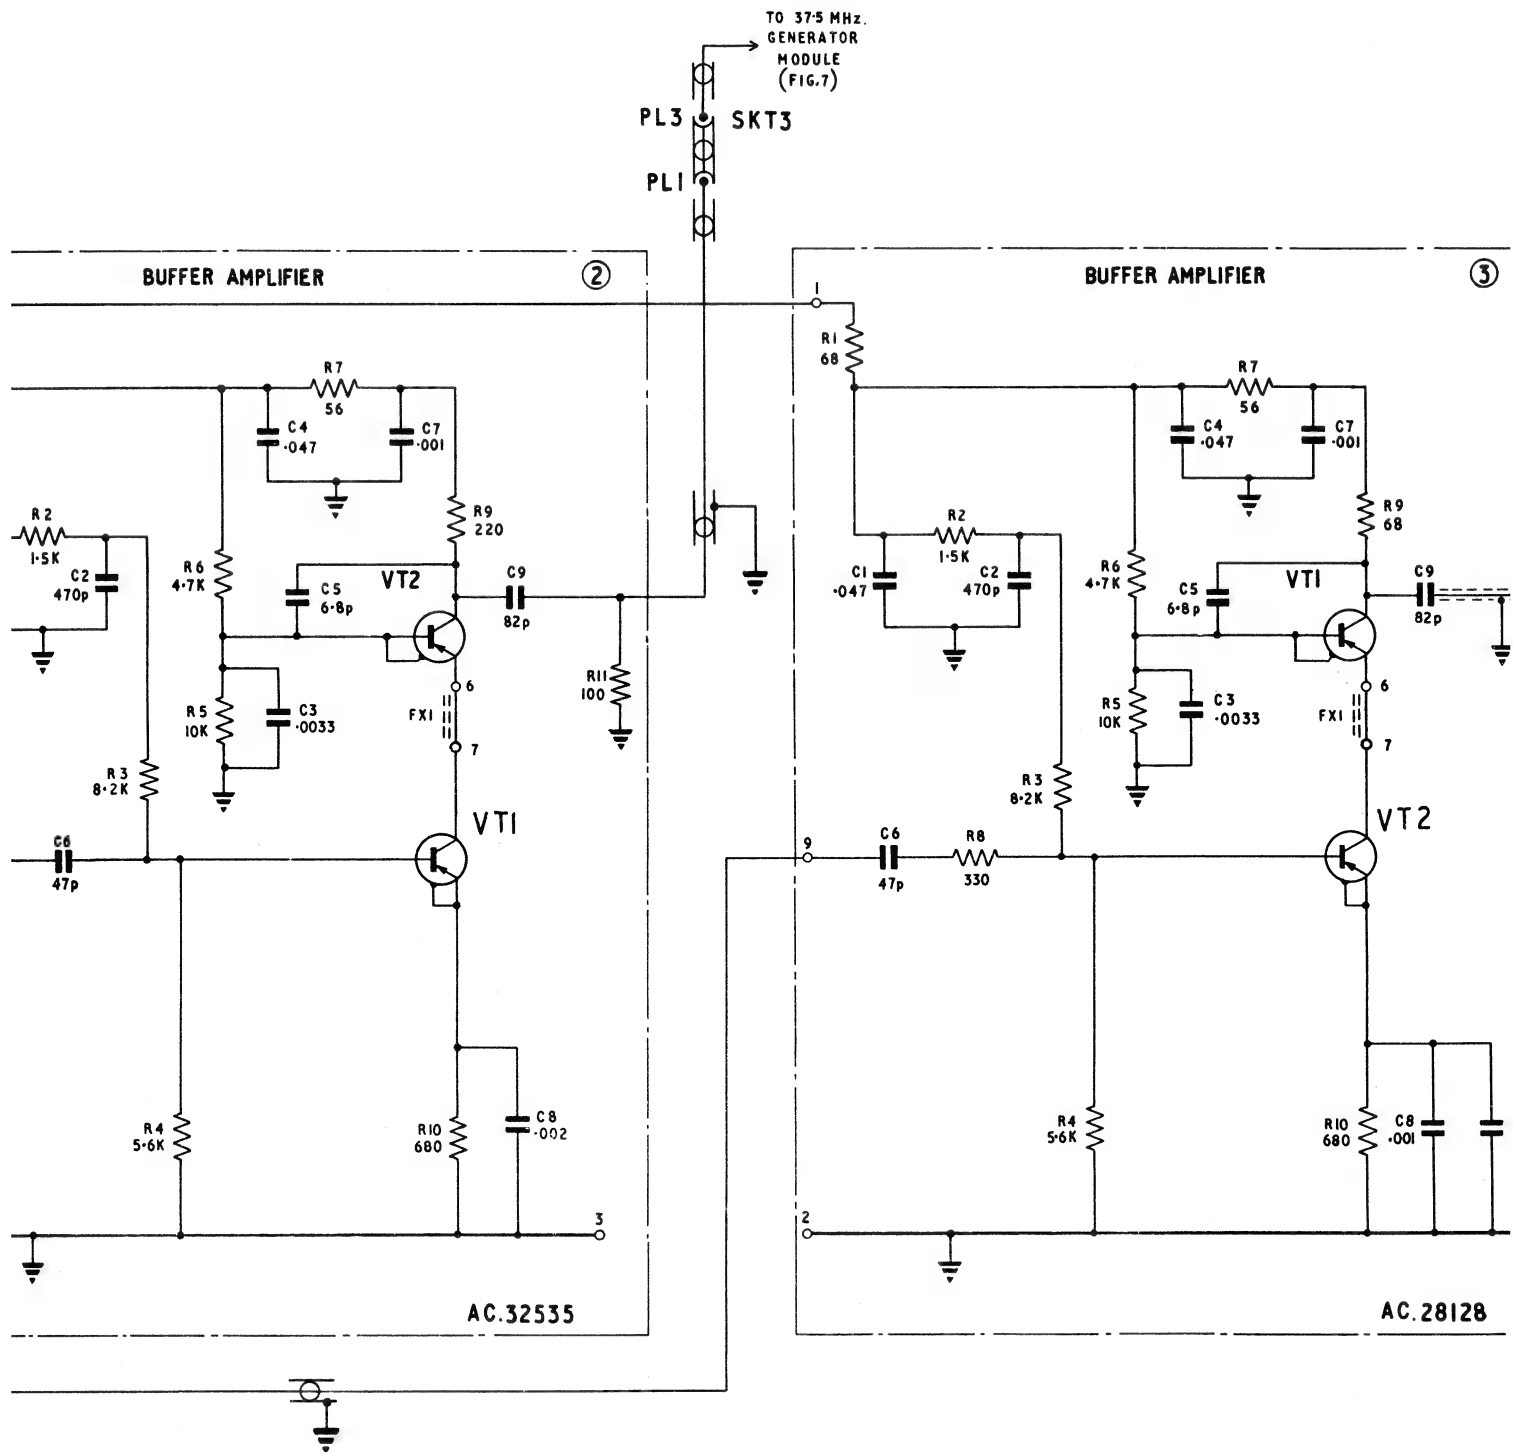 TO 37·5 MHz.
GENERATOR
MODULE
(FIG.7)
PL3
SKT3
PL1
BUFFER AMPLIFIER
2
R7
56
C4
·047
C7
·001
R2
1·5K
C2
470p
R6
4·7K
C5
6·8p
VT2
R9
220
C9
82p
R11
100
R5
10K
C3
·0033
6
FX1
7
R3
8·2K
VT1
C6
47p
R4
5·6K
R10
680
C8
·002
3
AC.32535
BUFFER AMPLIFIER
3
1
R1
68
R7
56
C4
·047
C7
·001
R9
68
C1
·047
R2
1·5K
C2
470p
R6
4·7K
C5
6·8p
VT1
C9
82p
R5
10K
C3
·0033
6
FX1
7
R3
8·2K
VT2
9
C6
47p
R8
330
R4
5·6K
R10
680
C8
·001
2
AC.28128